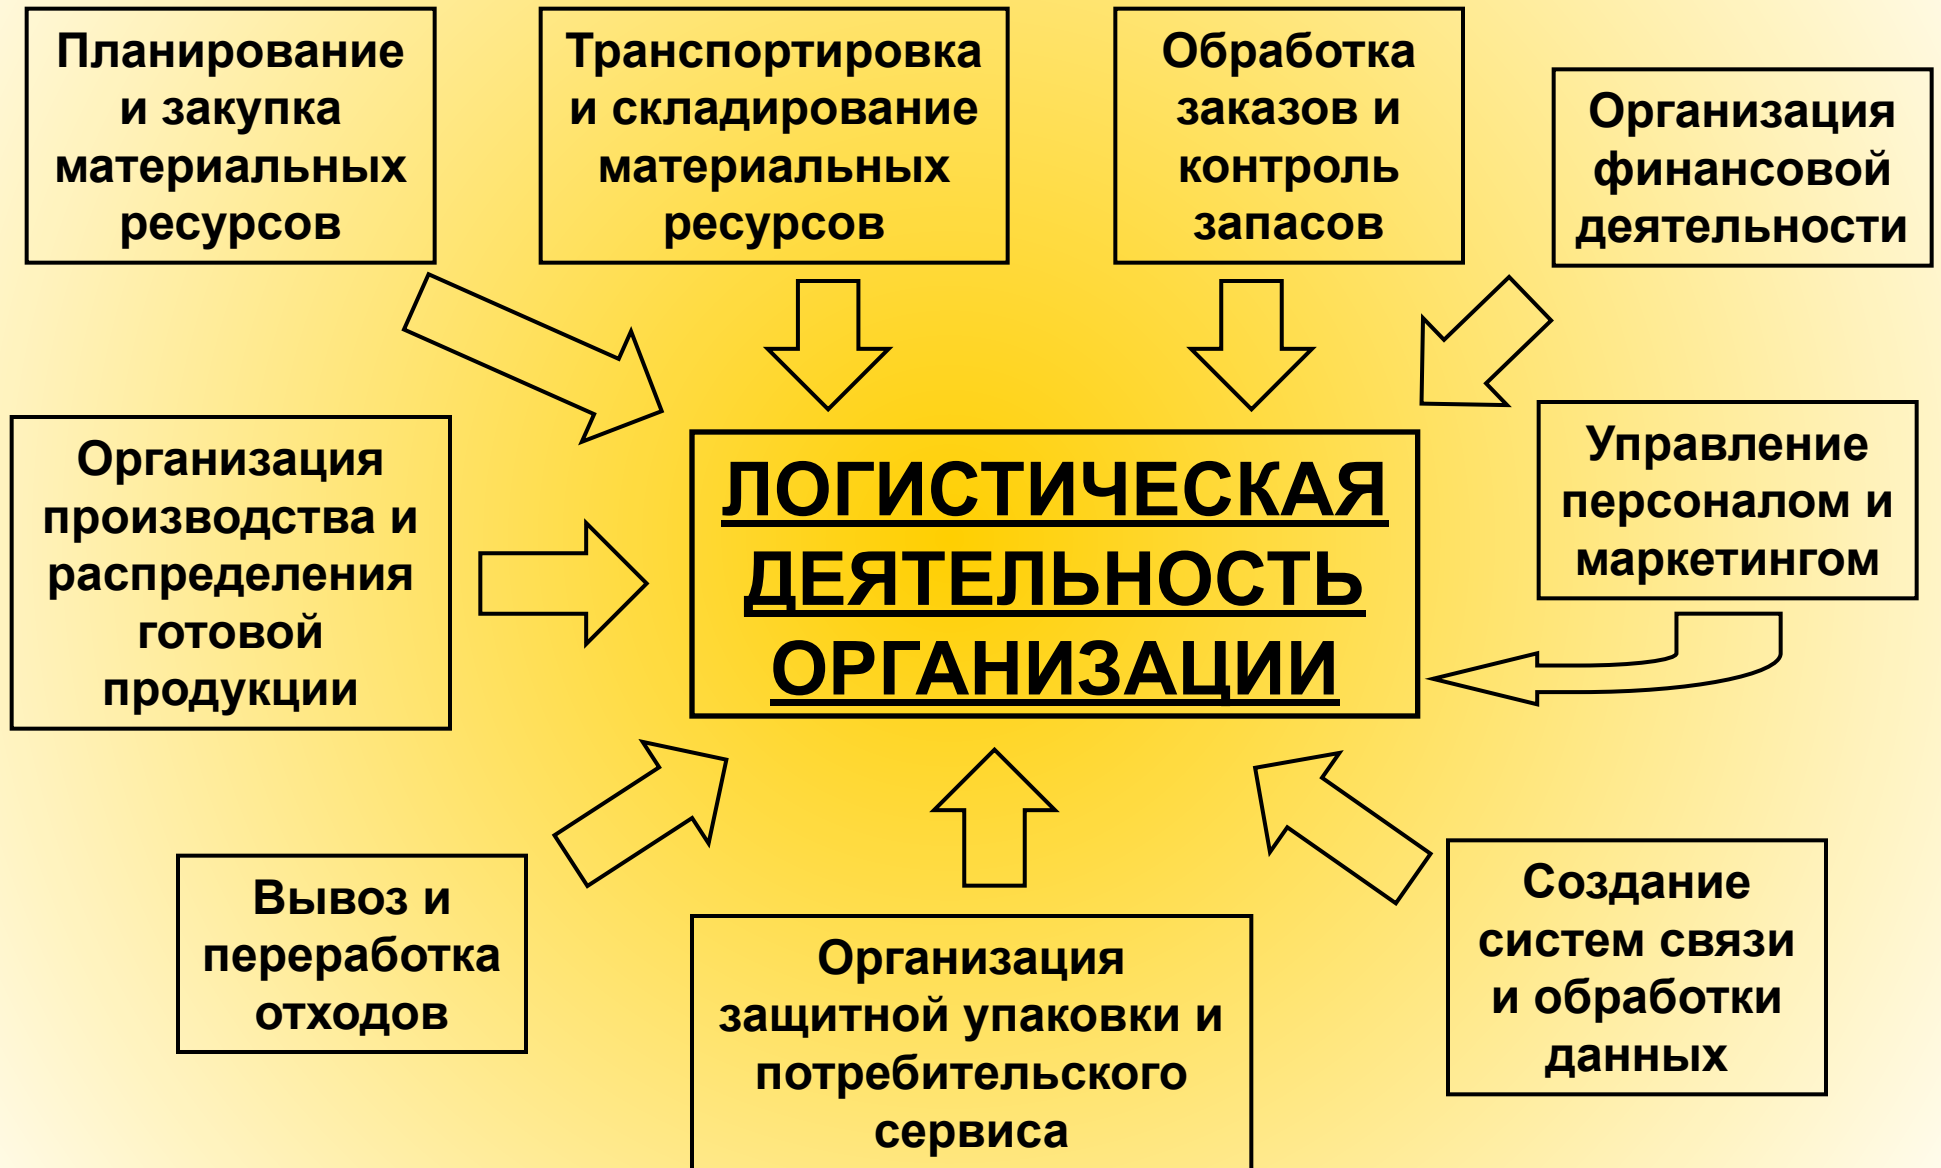 Планирование
и закупка
материальных
ресурсов
Транспортировка
и складирование
материальных
ресурсов
Обработка
заказов и
контроль
запасов
Организация
финансовой
деятельности
Организация
производства и
распределения
готовой
продукции
ЛОГИСТИЧЕСКАЯ
ДЕЯТЕЛЬНОСТЬ
ОРГАНИЗАЦИИ
Управление
персоналом и
маркетингом
Вывоз и
переработка
отходов
Организация
защитной упаковки и
потребительского
сервиса
Создание
систем связи
и обработки
данных